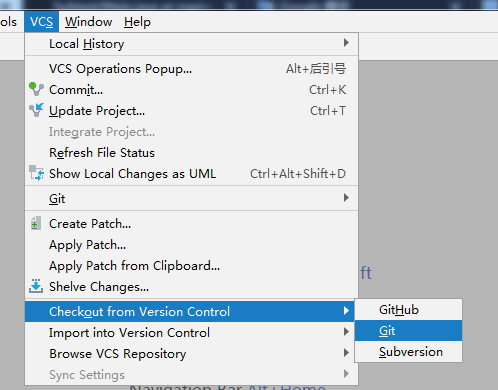 ols VCS Window Help
Local History
VCS Operations Popup... Alt+后引号
Commit... Ctrl+K
Update Project... Ctrl+T
Integrate Project...
Refresh File Status
Show Local Changes as UML Ctrl+Alt+Shift+D
Git
Create Patch...
Apply Patch...
Apply Patch from Clipboard...
ft
Shelve Changes...
Checkout from Version Control
GitHub
Import into Version Control
Git
Browse VCS Repository
Subversion
Sync Settings
Navigation Bar Alt+Home